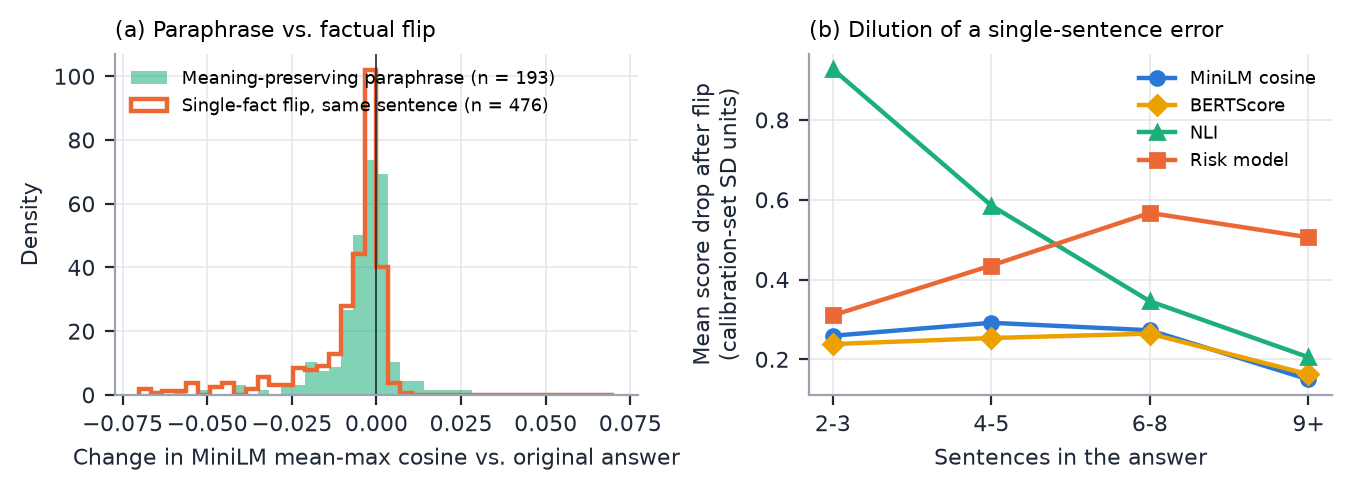 (a) Paraphrase vs. factual flip
Meaning-preserving paraphrase (n = 193)
Single-fact flip, same sentence (n = 476)
Density
100
80
60
40
20
0
−0.075 −0.050 −0.025 0.000 0.025 0.050 0.075
Change in MiniLM mean-max cosine vs. original answer
(b) Dilution of a single-sentence error
MiniLM cosine
BERTScore
NLI
Risk model
Mean score drop after flip
(calibration-set SD units)
0.8
0.6
0.4
0.2
2-3 4-5 6-8 9+
Sentences in the answer